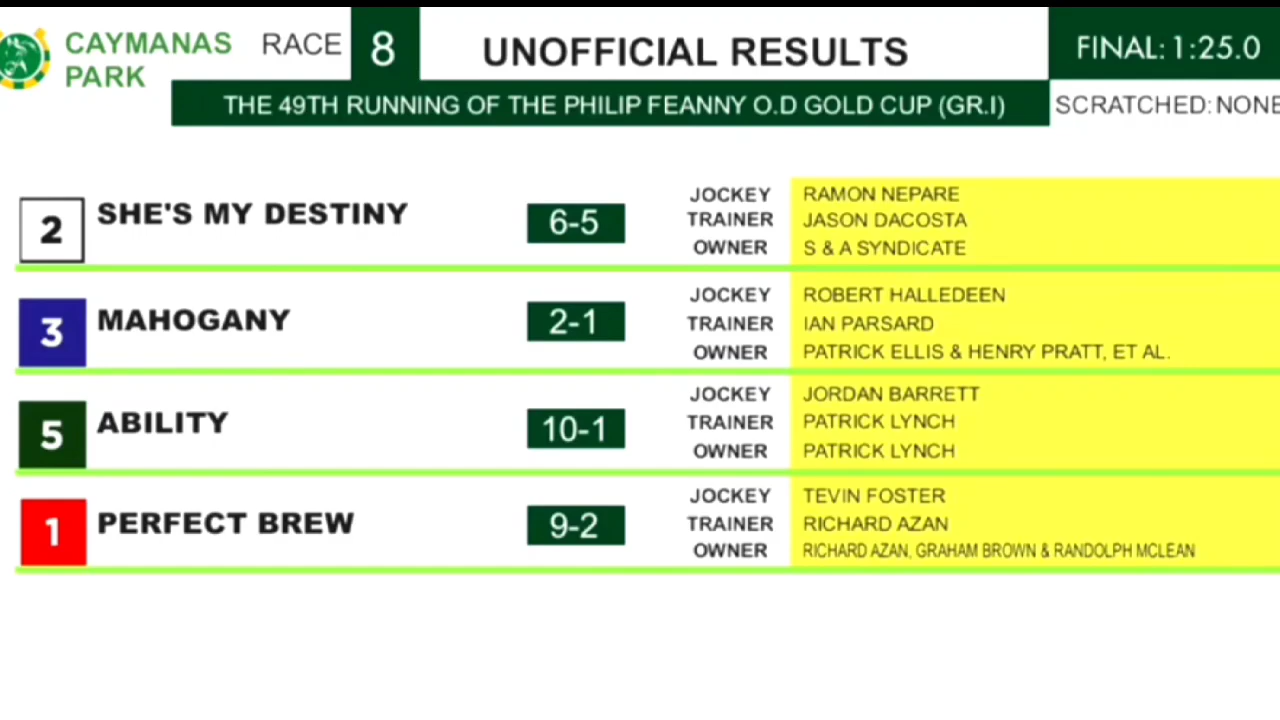 CAYMANAS PARK
RACE 8
UNOFFICIAL RESULTS
FINAL: 1:25.0
THE 49TH RUNNING OF THE PHILIP FEANNY O.D GOLD CUP (GR.I)
SCRATCHED: NONE
2 SHE'S MY DESTINY 6-5
JOCKEY RAMON NEPARE
TRAINER JASON DACOSTA
OWNER S & A SYNDICATE
3 MAHOGANY 2-1
JOCKEY ROBERT HALLEDEEN
TRAINER IAN PARSARD
OWNER PATRICK ELLIS & HENRY PRATT, ET AL.
5 ABILITY 10-1
JOCKEY JORDAN BARRETT
TRAINER PATRICK LYNCH
OWNER PATRICK LYNCH
1 PERFECT BREW 9-2
JOCKEY TEVIN FOSTER
TRAINER RICHARD AZAN
OWNER RICHARD AZAN, GRAHAM BROWN & RANDOLPH MCLEAN